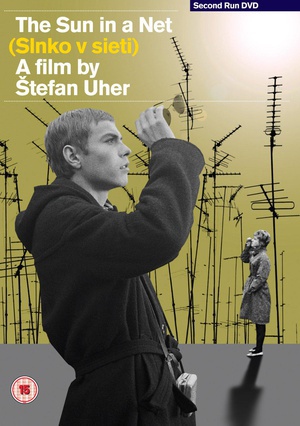 Second Run DVD
The Sun in a Net
(Slnko v sieti)
A film by
Štefan Uher
15